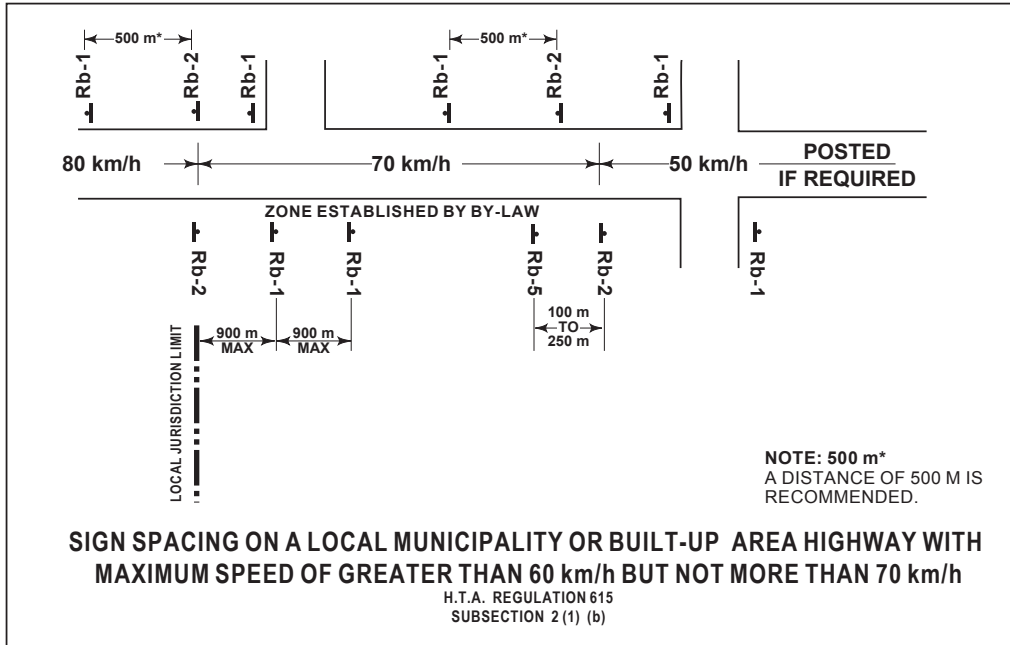 500 m*
500 m*
Rb-1
Rb-2
Rb-1
Rb-1
Rb-2
Rb-1
80 km/h
70 km/h
50 km/h
POSTED
IF REQUIRED
ZONE ESTABLISHED BY BY-LAW
Rb-2
Rb-1
Rb-1
Rb-5
Rb-2
Rb-1
900 m
MAX
900 m
MAX
100 m
TO
250 m
LOCAL JURISDICTION LIMIT
NOTE: 500 m*
A DISTANCE OF 500 M IS
RECOMMENDED.
SIGN SPACING ON A LOCAL MUNICIPALITY OR BUILT-UP AREA HIGHWAY WITH
MAXIMUM SPEED OF GREATER THAN 60 km/h BUT NOT MORE THAN 70 km/h
H.T.A. REGULATION 615
SUBSECTION 2 (1) (b)